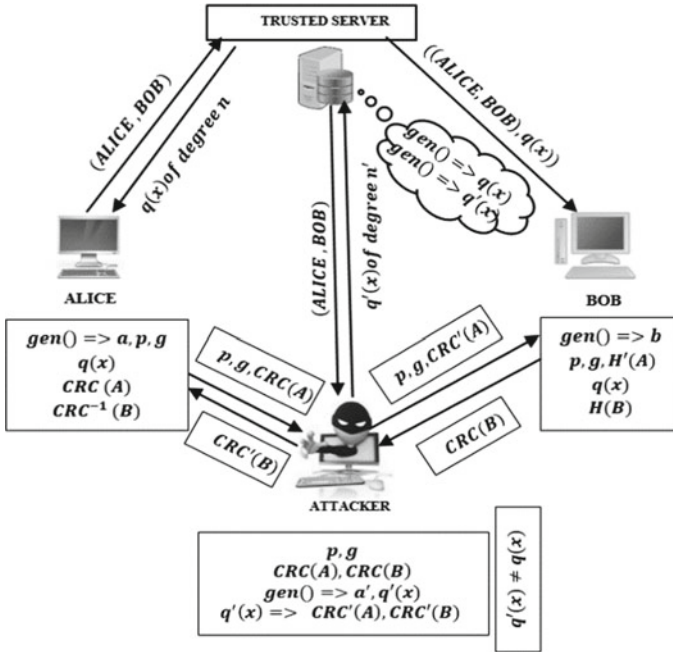 TRUSTED SERVER
(ALICE, BOB)
q(x)of degree n
(ALICE, BOB)
q′(x)of degree n′
gen() => q(x)
gen() => q′(x)
((ALICE, BOB), q(x))
ALICE
BOB
gen() => a, p, g
q(x)
CRC (A)
CRC⁻¹ (B)
p, g, CRC(A)
CRC′(B)
p, g, CRC′(A)
CRC(B)
gen() => b
p, g, H′(A)
q(x)
H(B)
ATTACKER
p, g
CRC(A), CRC(B)
gen() => a′, q′(x)
q′(x) => CRC′(A), CRC′(B)
q′(x) ≠ q(x)